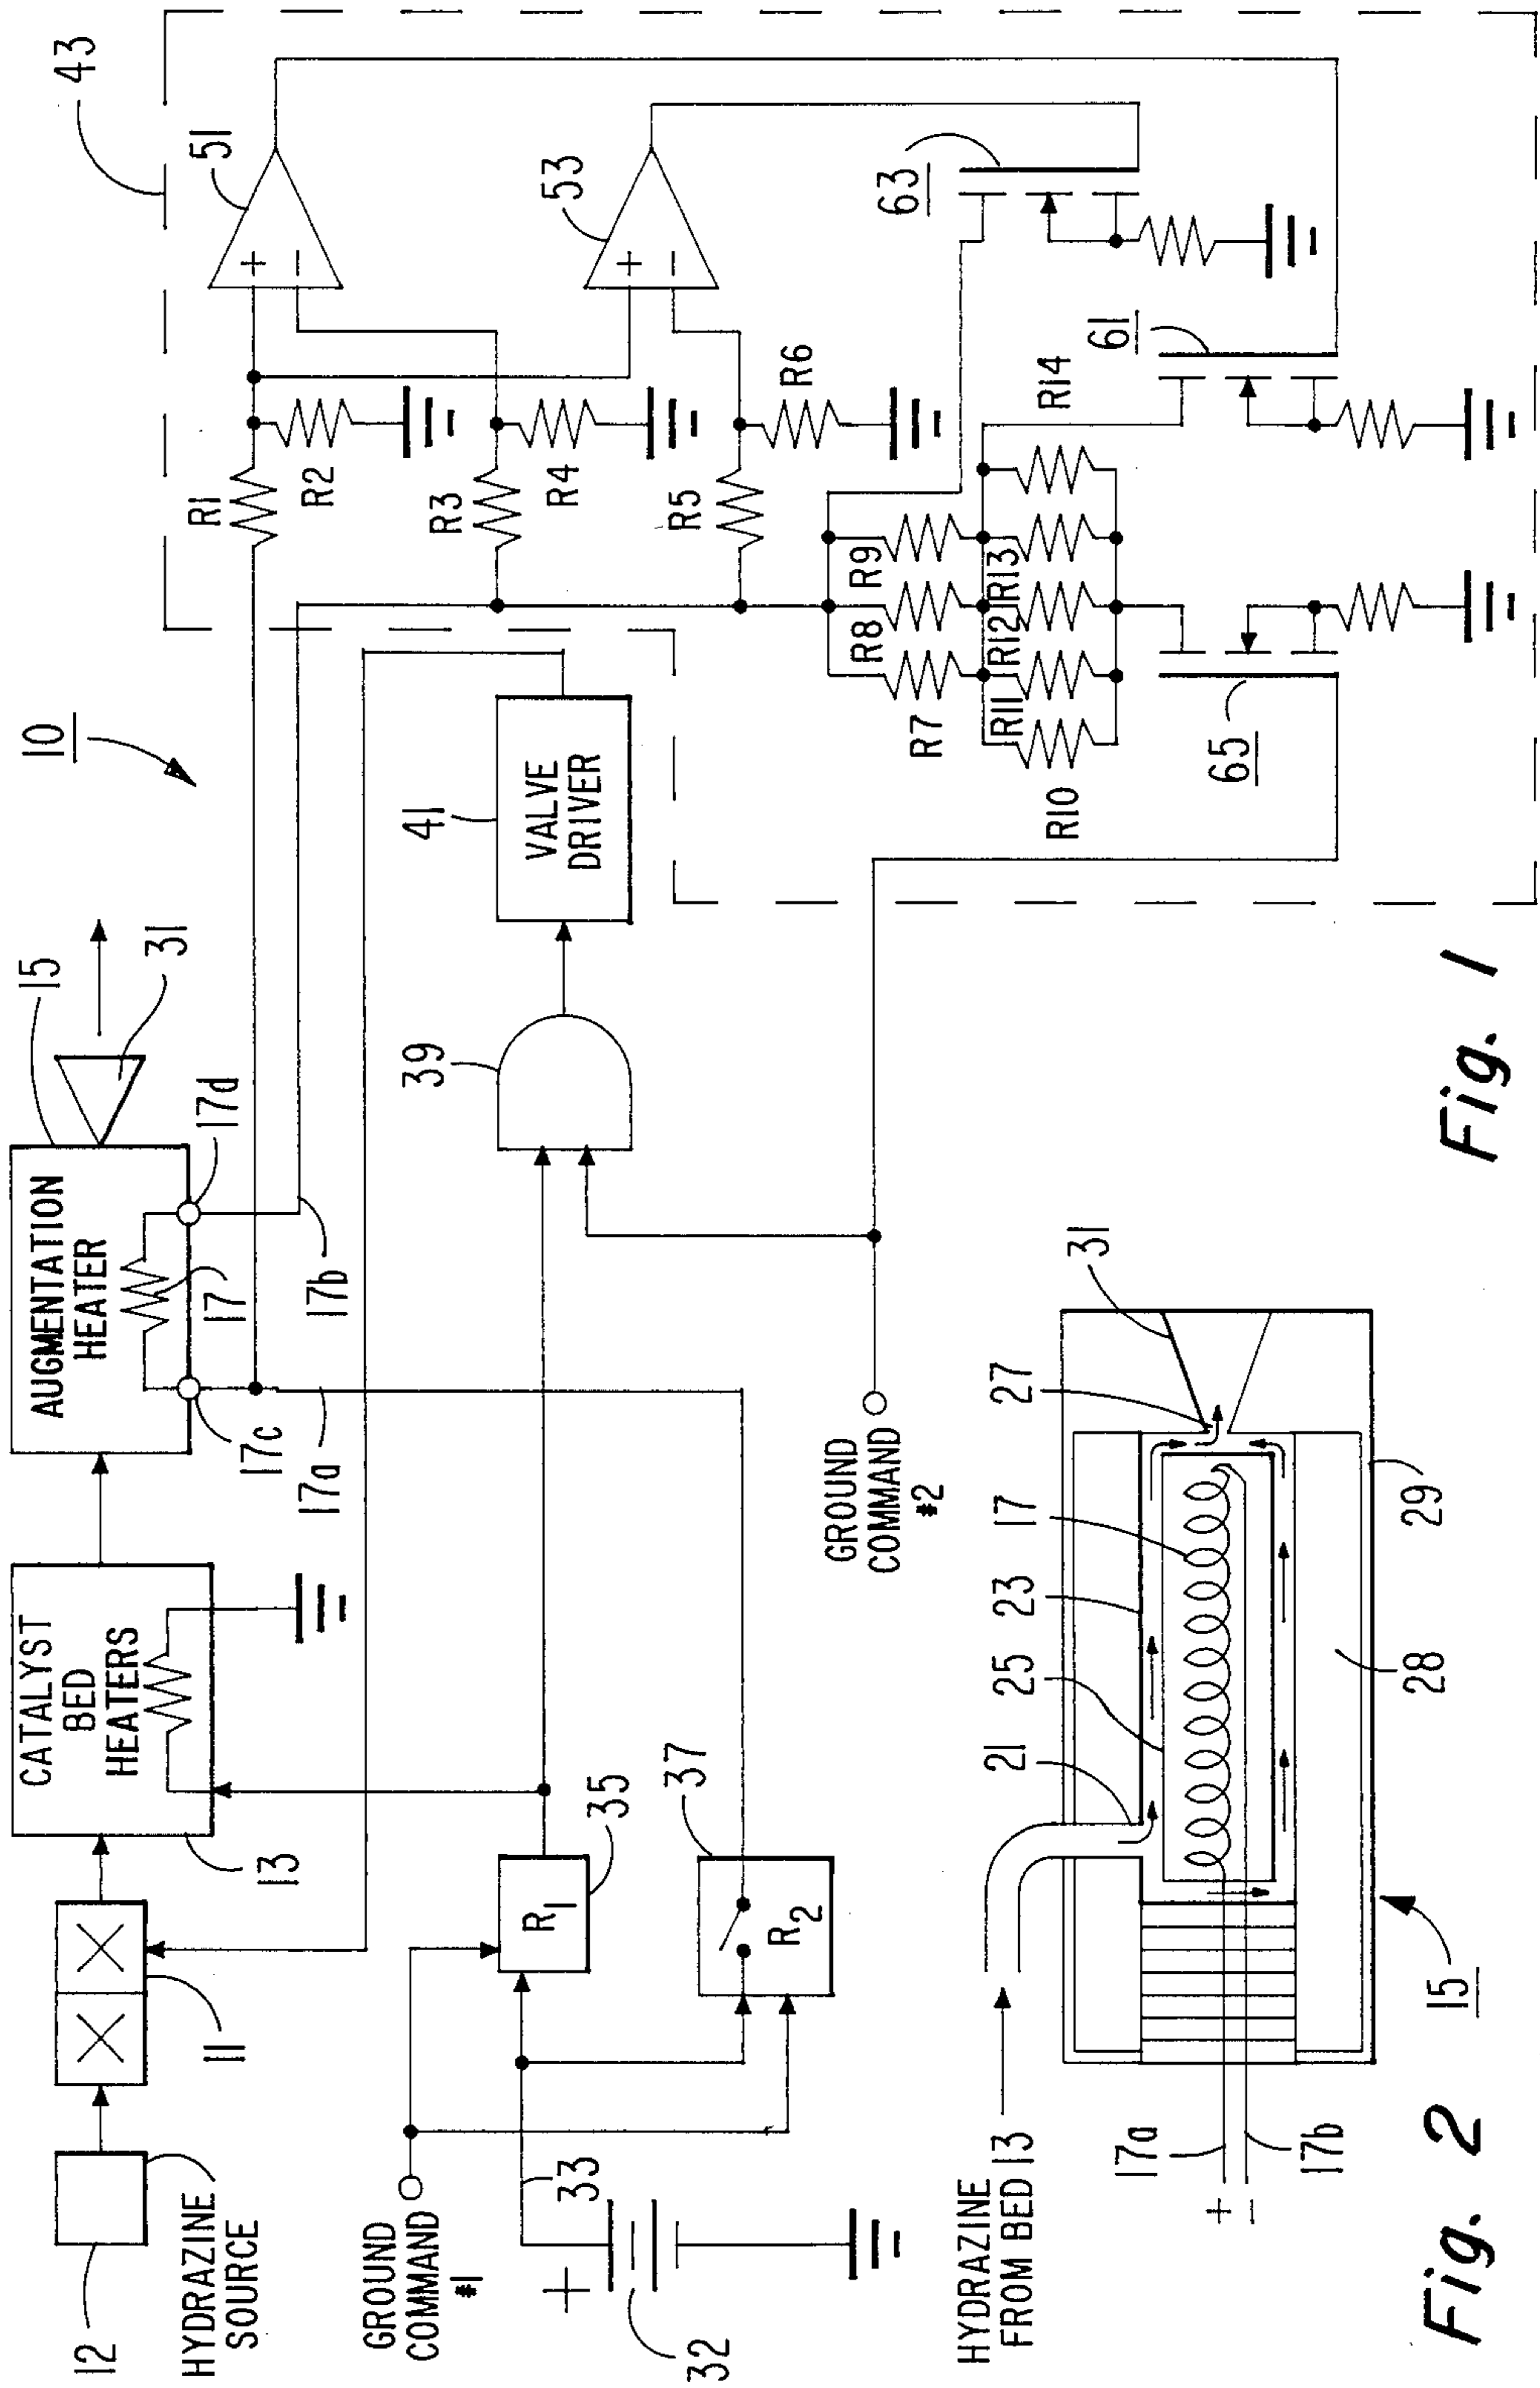 10
43
12
HYDRAZINE
SOURCE
11
13
CATALYST
BED
HEATERS
AUGMENTATION
HEATER
15
31
17
17c
17d
17a
17b
GROUND
COMMAND
#1
33
+
32
R1
35
R2
37
39
41
VALVE
DRIVER
GROUND
COMMAND
#2
R1
R2
R3
R4
R5
R6
+
-
51
+
-
53
R7
R8
R9
R10
R11
R12
R13
R14
61
63
65
Fig. 1
HYDRAZINE
FROM BED 13
21
25
23
17
27
31
17a
17b
+
-
15
28
29
Fig. 2